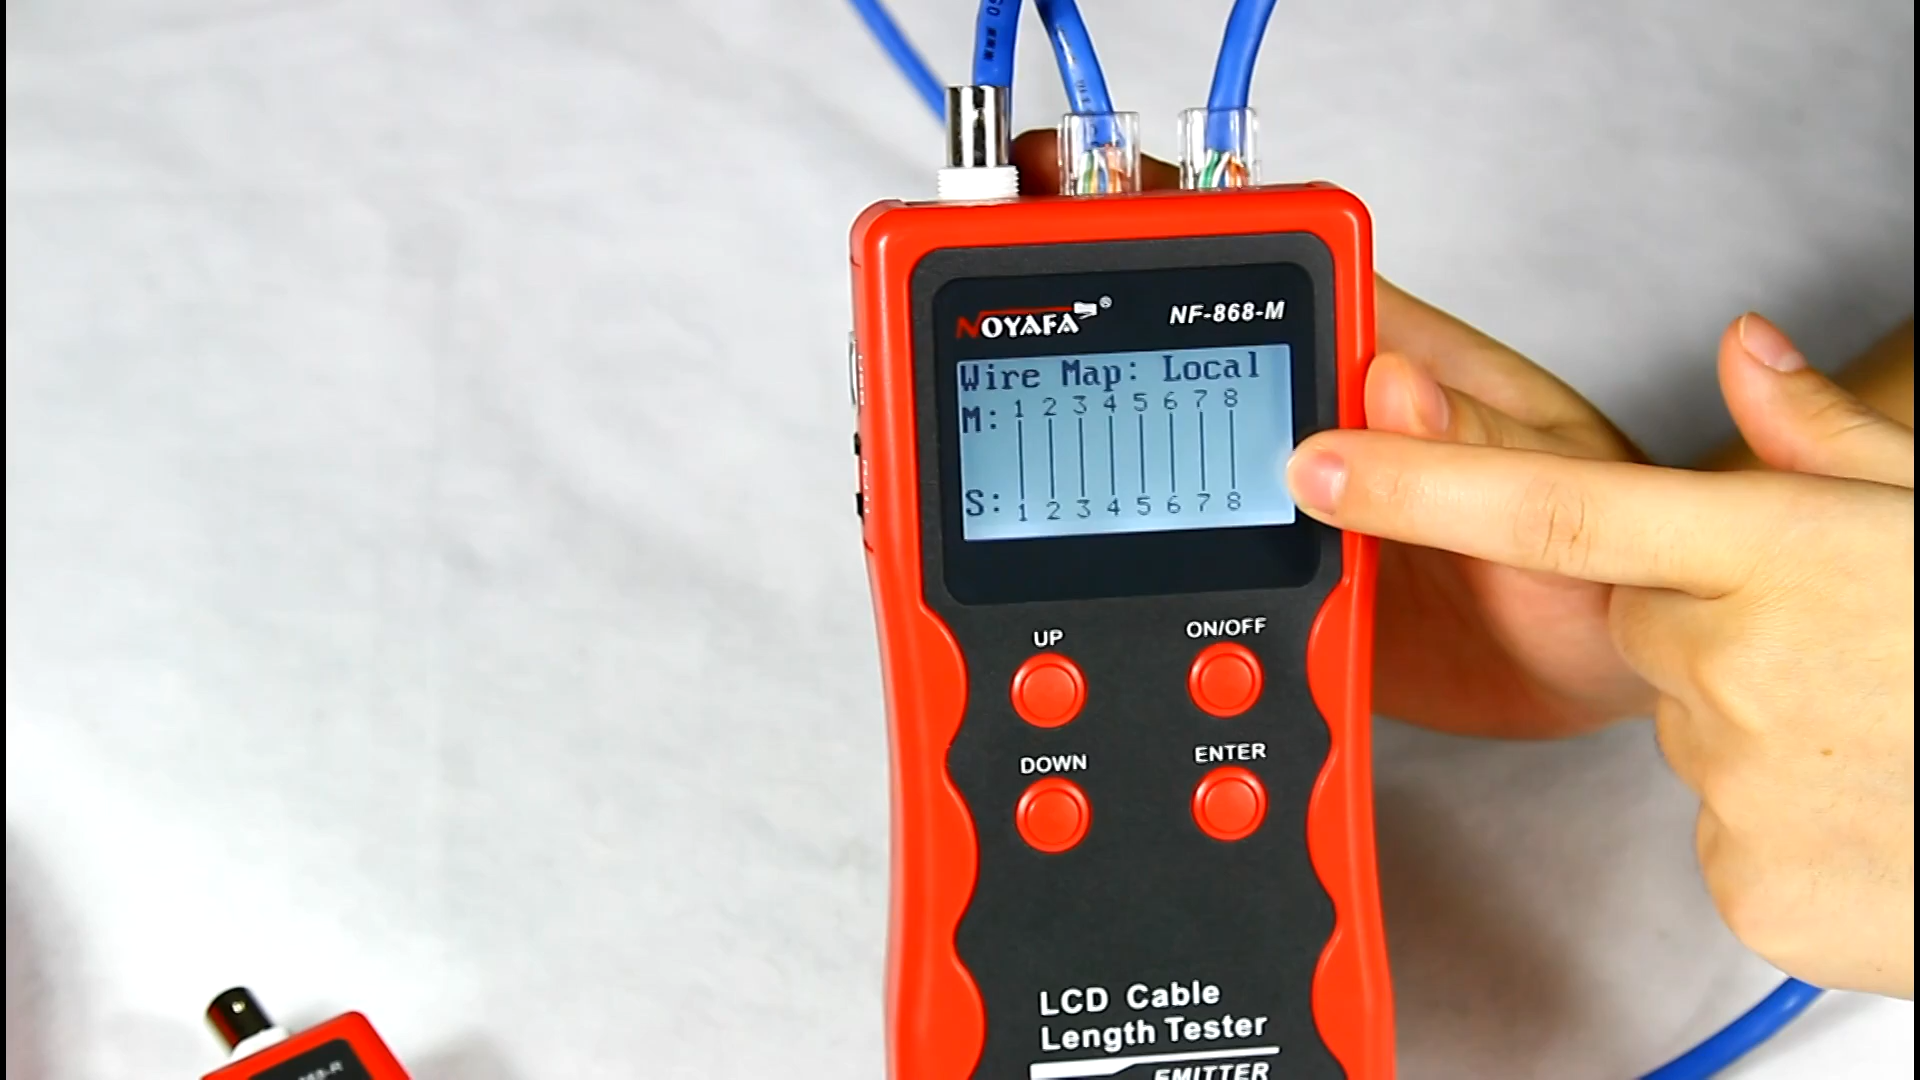 NOYAFA®
NF-868-M
Wire Map: Local
M: 1 2 3 4 5 6 7 8
S: 1 2 3 4 5 6 7 8
UP
ON/OFF
DOWN
ENTER
LCD Cable
Length Tester
EMITTER